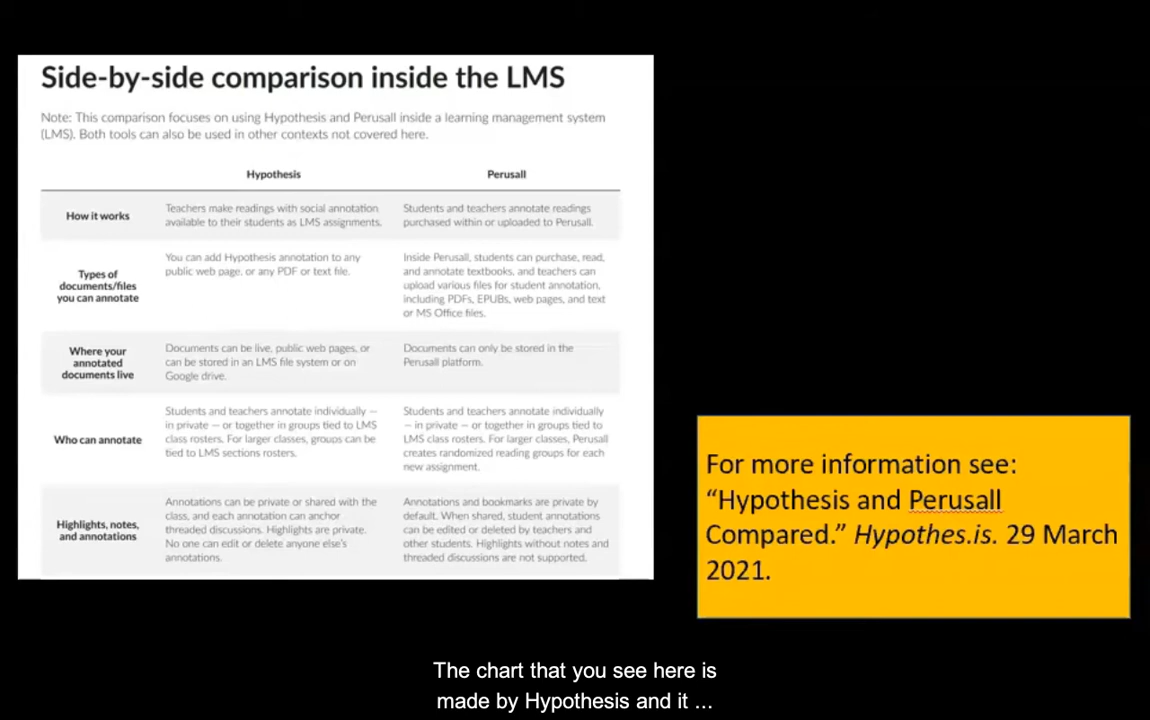 Side-by-side comparison inside the LMS
Note: This comparison focuses on using Hypothesis and Perusall inside a learning management system
(LMS). Both tools can also be used in other contexts not covered here.
Hypothesis
Perusall
How it works
Teachers make readings with social annotation
available to their students as LMS assignments.
Students and teachers annotate readings
purchased within or uploaded to Perusall.
Types of
documents/files
you can annotate
You can add Hypothesis annotation to any
public web page, or any PDF or text file.
Inside Perusall, students can purchase, read,
and annotate textbooks, and teachers can
upload various files for student annotation,
including PDFs, EPUBs, web pages, and text
or MS Office files.
Where your
annotated
documents live
Documents can be live, public web pages, or
can be stored in an LMS file system or on
Google drive.
Documents can only be stored in the
Perusall platform.
Who can annotate
Students and teachers annotate individually —
in private — or together in groups tied to LMS
class rosters. For larger classes, groups can be
tied to LMS sections rosters.
Students and teachers annotate individually
— in private — or together in groups tied to
LMS class rosters. For larger classes, Perusall
creates randomized reading groups for each
new assignment.
Highlights, notes,
and annotations
Annotations can be private or shared with the
class, and each annotation can anchor
threaded discussions. Highlights are private.
No one can edit or delete anyone else's
annotations.
Annotations and bookmarks are private by
default. When shared, student annotations
can be edited or deleted by teachers and
other students. Highlights without notes and
threaded discussions are not supported.
For more information see:
“Hypothesis and Perusall
Compared.” Hypothes.is. 29 March
2021.
The chart that you see here is
made by Hypothesis and it ...